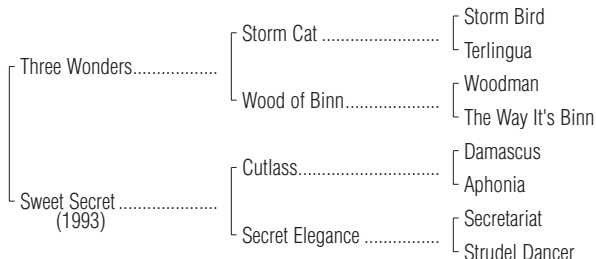 Storm Bird
Storm Cat ........................
Terlingua
Three Wonders.................
Woodman
Wood of Binn...................
The Way It's Binn
Damascus
Cutlass.............................
Aphonia
Sweet Secret ....................
(1993)
Secretariat
Secret Elegance ...............
Strudel Dancer